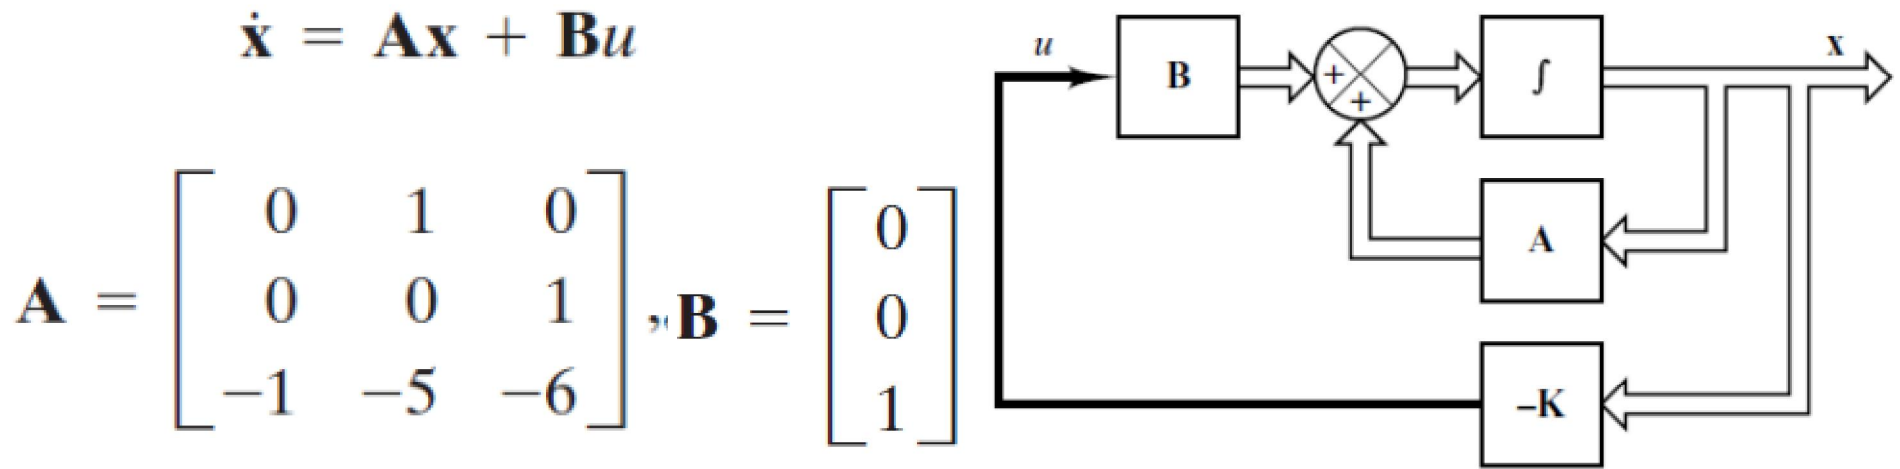 ẋ = Ax + Bu
A = [ 0 1 0
0 0 1
−1 −5 −6 ] , B = [ 0
0
1 ]
u
B
+
+
∫
x
A
−K